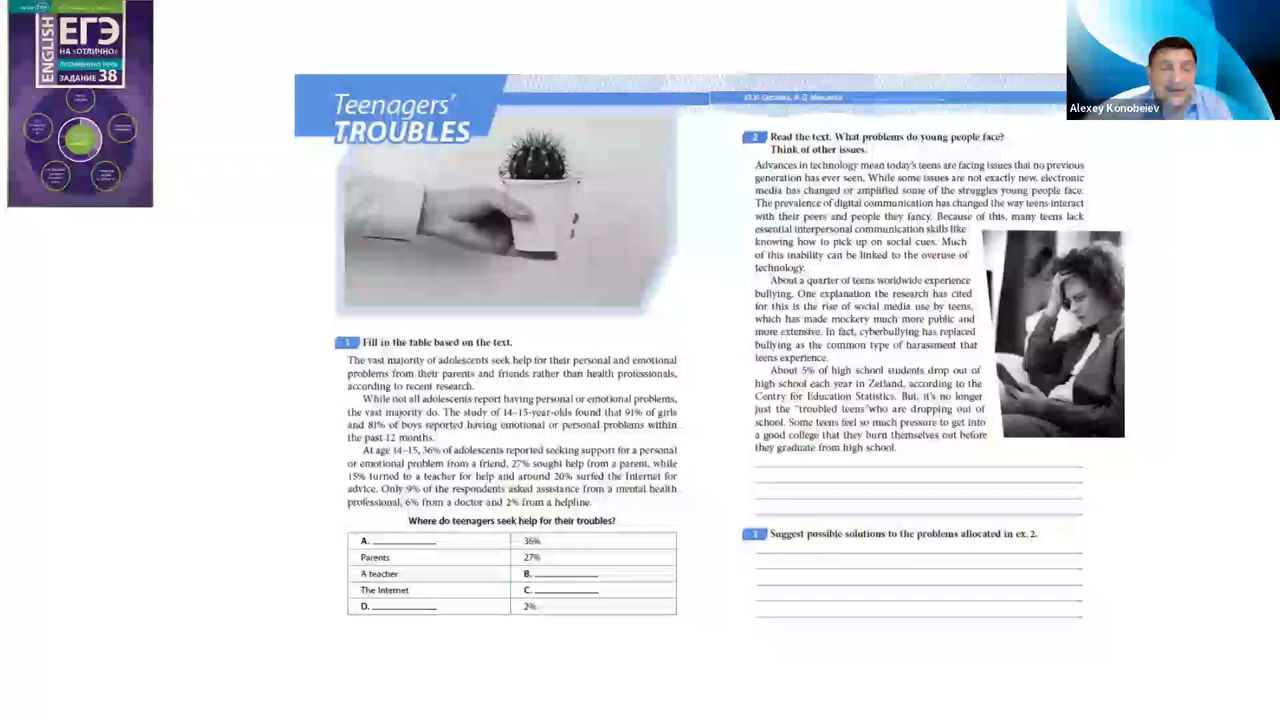 ENGLISH
ЕГЭ
НА «ОТЛИЧНО»
ПИСЬМЕННАЯ РЕЧЬ
ЗАДАНИЕ 38
Alexey Konobeiev
Teenagers'
TROUBLES
1 Fill in the table based on the text.
The vast majority of adolescents seek help for their personal and emotional
problems from their parents and friends rather than health professionals,
according to recent research.
While not all adolescents report having personal or emotional problems,
the vast majority do. The study of 14–15-year-olds found that 91% of girls
and 81% of boys reported having emotional or personal problems within
the past 12 months.
At age 14–15, 36% of adolescents reported seeking support for a personal
or emotional problem from a friend, 27% sought help from a parent, while
15% turned to a teacher for help and around 20% surfed the Internet for
advice. Only 9% of the respondents asked assistance from a mental health
professional, 6% from a doctor and 2% from a helpline.
Where do teenagers seek help for their troubles?
A. 36%
Parents 27%
A teacher B.
The Internet C.
D. 2%
2 Read the text. What problems do young people face?
Think of other issues.
Advances in technology mean today's teens are facing issues that no previous
generation has ever seen. While some issues are not exactly new, electronic
media has changed or amplified some of the struggles young people face.
The prevalence of digital communication has changed the way teens interact
with their peers and people they fancy. Because of this, many teens lack
essential interpersonal communication skills like
knowing how to pick up on social cues. Much
of this inability can be linked to the overuse of
technology.
About a quarter of teens worldwide experience
bullying. One explanation the research has cited
for this is the rise of social media use by teens,
which has made mockery much more public and
more extensive. In fact, cyberbullying has replaced
bullying as the common type of harassment that
teens experience.
About 5% of high school students drop out of
high school each year in Zetland, according to the
Centry for Education Statistics. But, it's no longer
just the "troubled teens"who are dropping out of
school. Some teens feel so much pressure to get into
a good college that they burn themselves out before
they graduate from high school.
3 Suggest possible solutions to the problems allocated in ex. 2.